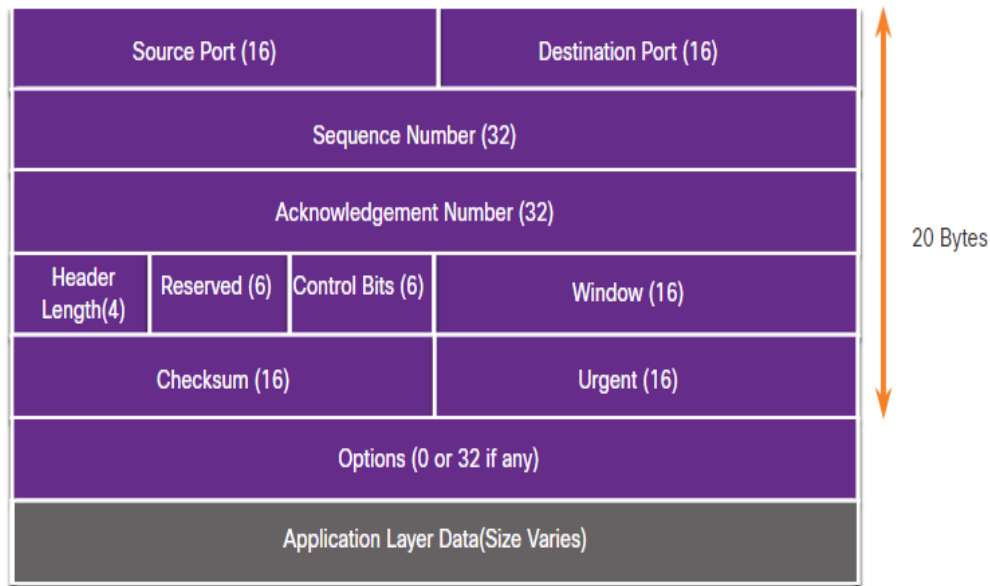 Source Port (16)
Destination Port (16)
Sequence Number (32)
Acknowledgement Number (32)
20 Bytes
Header
Length(4)
Reserved (6)
Control Bits (6)
Window (16)
Checksum (16)
Urgent (16)
Options (0 or 32 if any)
Application Layer Data(Size Varies)